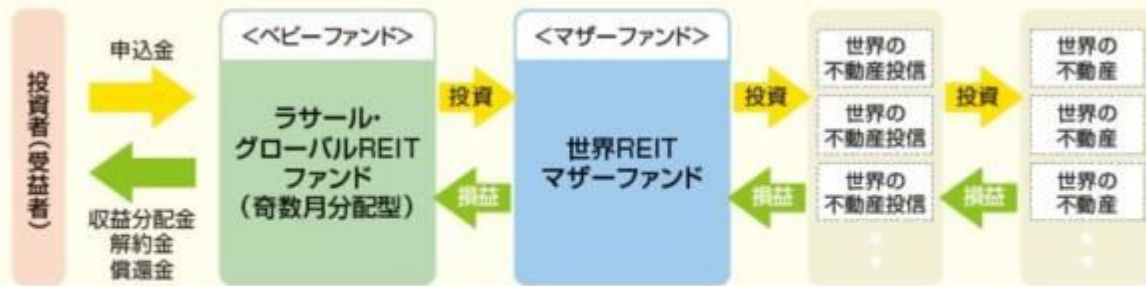 投資者(受益者)
申込金
収益分配金
解約金
償還金
<ベビーファンド>
ラサール・
グローバルREIT
ファンド
(奇数月分配型)
投資
損益
<マザーファンド>
世界REIT
マザーファンド
投資
損益
世界の
不動産投信
世界の
不動産投信
世界の
不動産投信
投資
損益
世界の
不動産
世界の
不動産
世界の
不動産